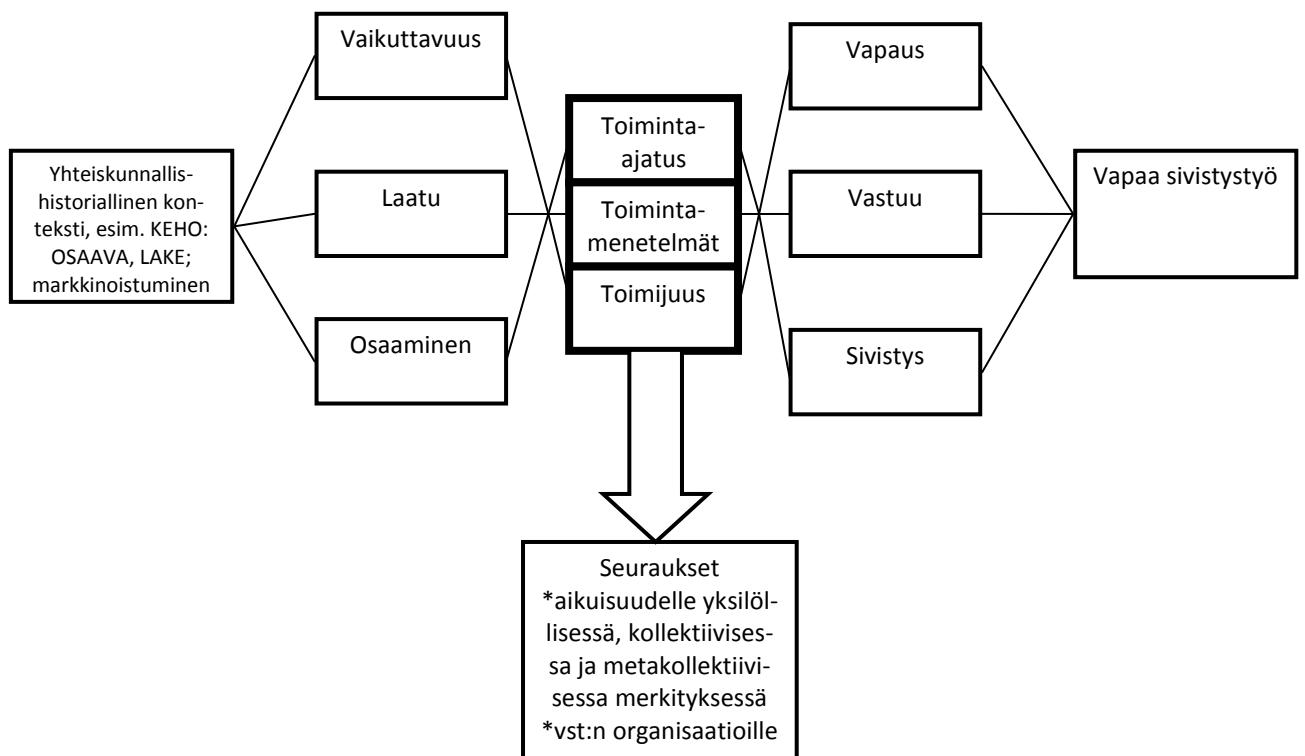 Vaikuttavuus
Vapaus
Toiminta-
ajatus
Yhteiskunnallis-
historiallinen kon-
teksti, esim. KEHO:
OSAAVA, LAKE;
markkinoistuminen
Laatu
Toiminta-
menetelmät
Vastuu
Vapaa sivistystyö
Toimijuus
Osaaminen
Sivistys
Seuraukset
*aikuisuudelle yksilöl-
lisessä, kollektiivises-
sa ja metakollektiivi-
sessa merkityksessä
*vst:n organisaatioille